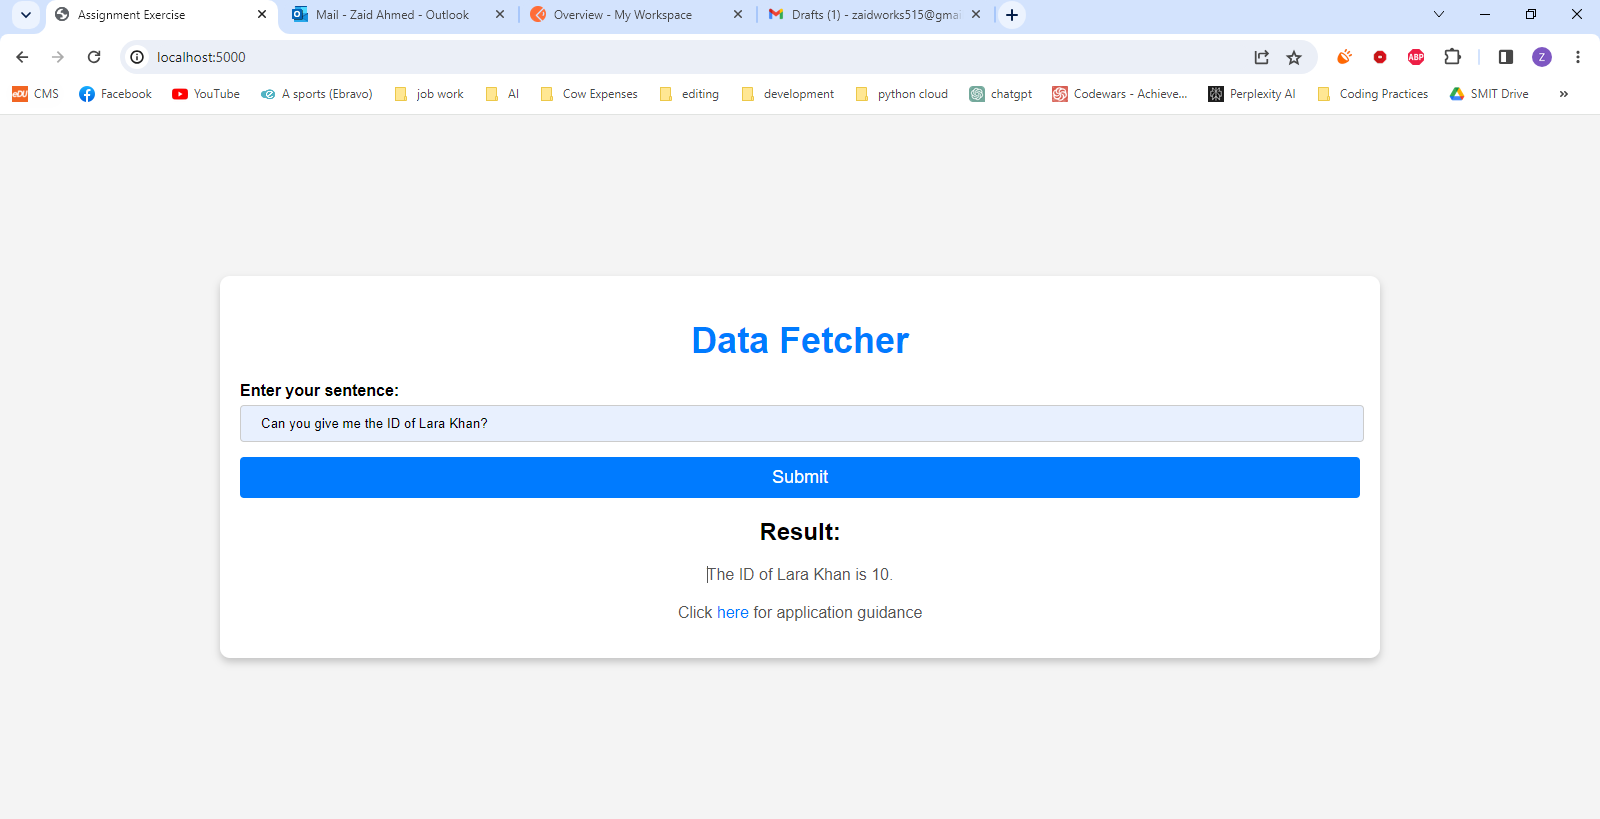 Assignment Exercise
Mail - Zaid Ahmed - Outlook
Overview - My Workspace
Drafts (1) - zaidworks515@gmai
localhost:5000
ABP
Z
eDU CMS
Facebook
YouTube
A sports (Ebravo)
job work
AI
Cow Expenses
editing
development
python cloud
chatgpt
Codewars - Achieve...
Perplexity AI
Coding Practices
SMIT Drive
Data Fetcher
Enter your sentence:
Can you give me the ID of Lara Khan?
Submit
Result:
The ID of Lara Khan is 10.
Click here for application guidance